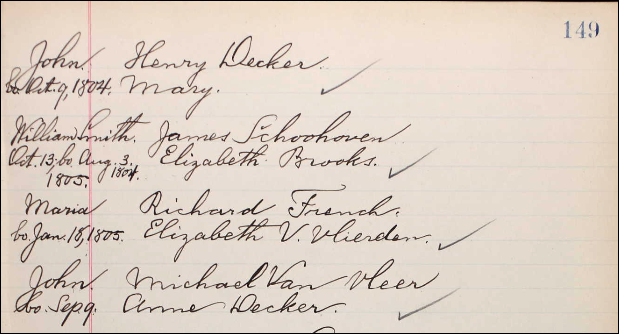 149
John. Henry Decker.
bo. Oct. 9, 1804. Mary.
William Smith. James Schoohoven
Oct. 13. bo. Aug. 3. 1804. Elizabeth Brooks.
1805.
Maria Richard French.
bo. Jan. 18, 1805. Elizabeth V. Vlierden.
John. Michael Van Vleer
bo. Sep. 9. Anne Decker.